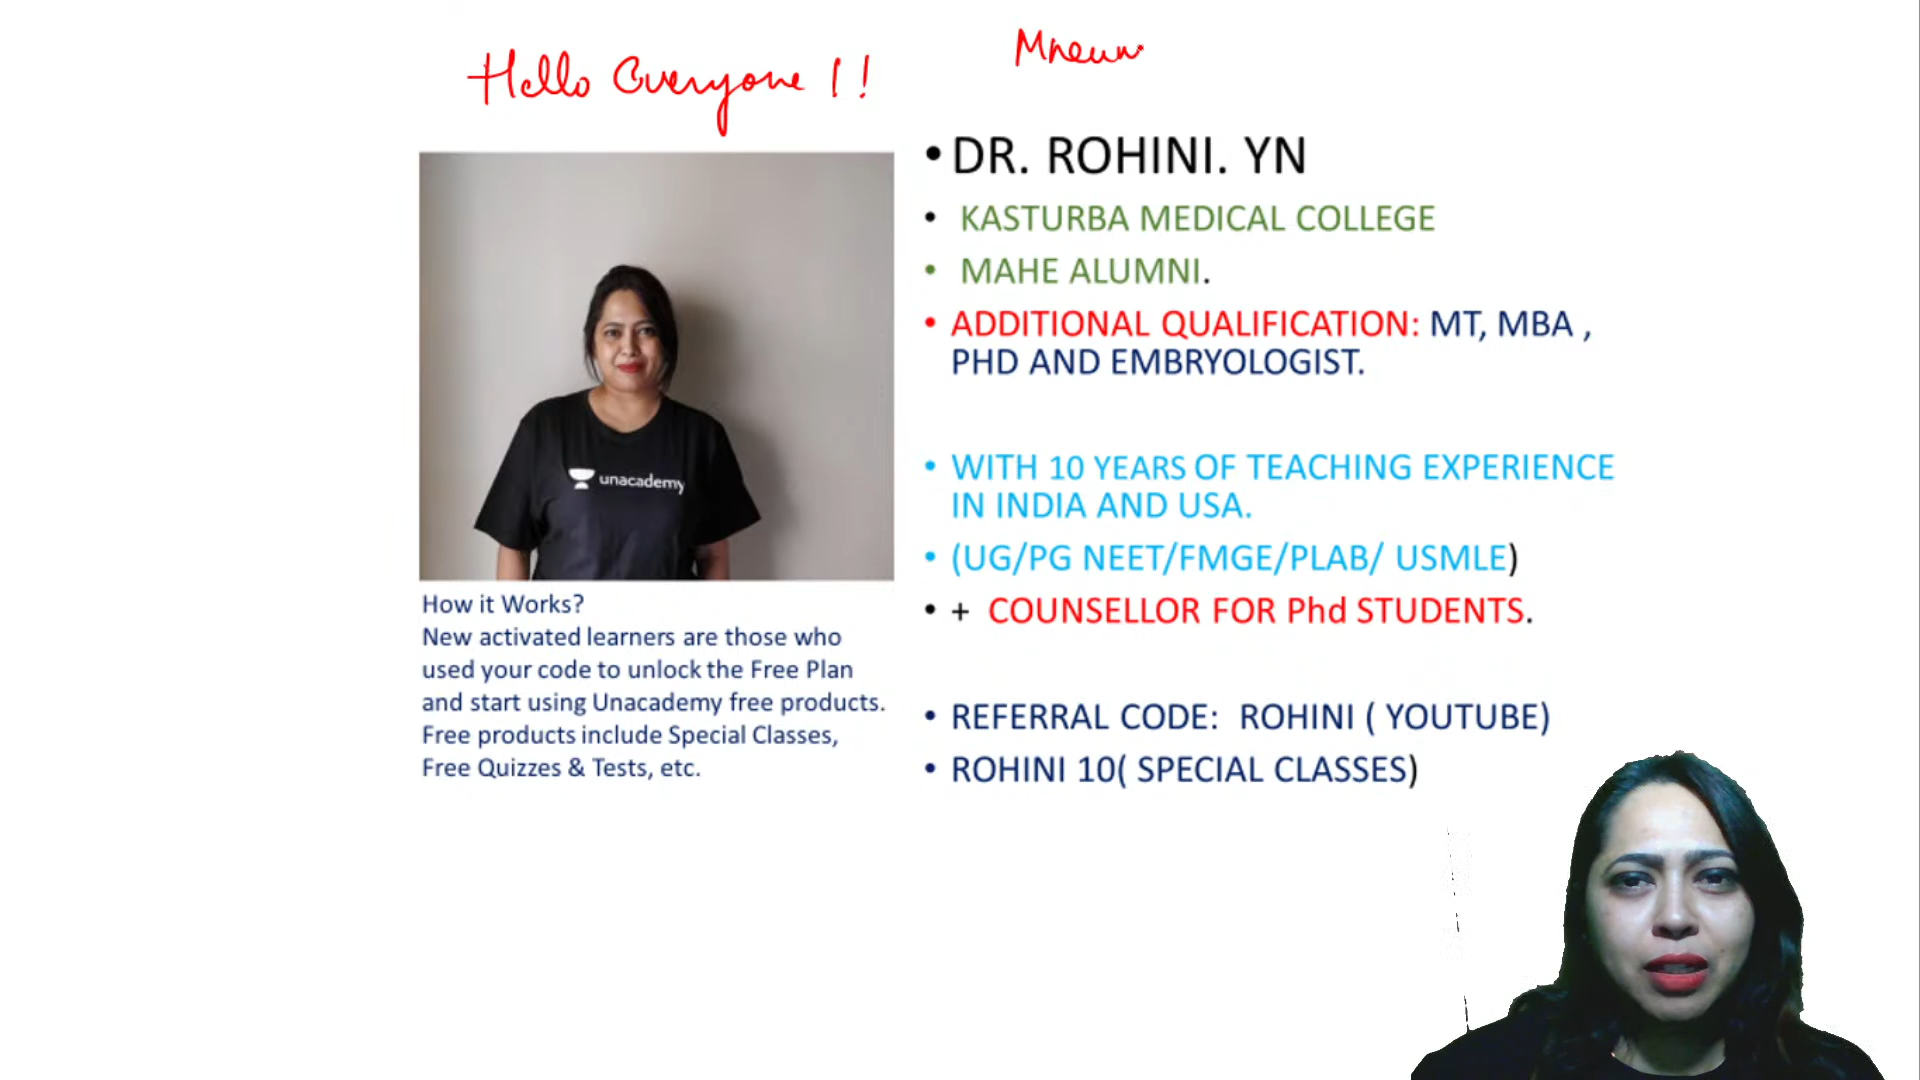 Hello Everyone !!
DR. ROHINI. YN
KASTURBA MEDICAL COLLEGE
MAHE ALUMNI.
ADDITIONAL QUALIFICATION: MT, MBA ,
PHD AND EMBRYOLOGIST.
WITH 10 YEARS OF TEACHING EXPERIENCE
IN INDIA AND USA.
(UG/PG NEET/FMGE/PLAB/ USMLE)
+ COUNSELLOR FOR Phd STUDENTS.
REFERRAL CODE: ROHINI ( YOUTUBE)
ROHINI 10( SPECIAL CLASSES)
unacademy
How it Works?
New activated learners are those who
used your code to unlock the Free Plan
and start using Unacademy free products.
Free products include Special Classes,
Free Quizzes & Tests, etc.